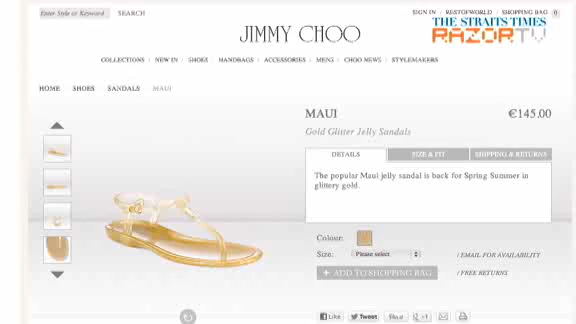 Enter Style or Keyword SEARCH
SIGN IN / RESTOFWORLD / SHOPPING BAG 0
THE STRAITS TIMES
RAZORTV
JIMMY CHOO
COLLECTIONS NEW IN SHOES HANDBAGS ACCESSORIES MENS CHOO NEWS STYLEMAKERS
HOME SHOES SANDALS MAUI
MAUI €145.00
Gold Glitter Jelly Sandals
DETAILS SIZE & FIT SHIPPING & RETURNS
The popular Maui jelly sandal is back for Spring Summer in
glittery gold.
Colour:
Size: Please select / EMAIL FOR AVAILABILITY
+ ADD TO SHOPPING BAG / FREE RETURNS
Like Tweet +1